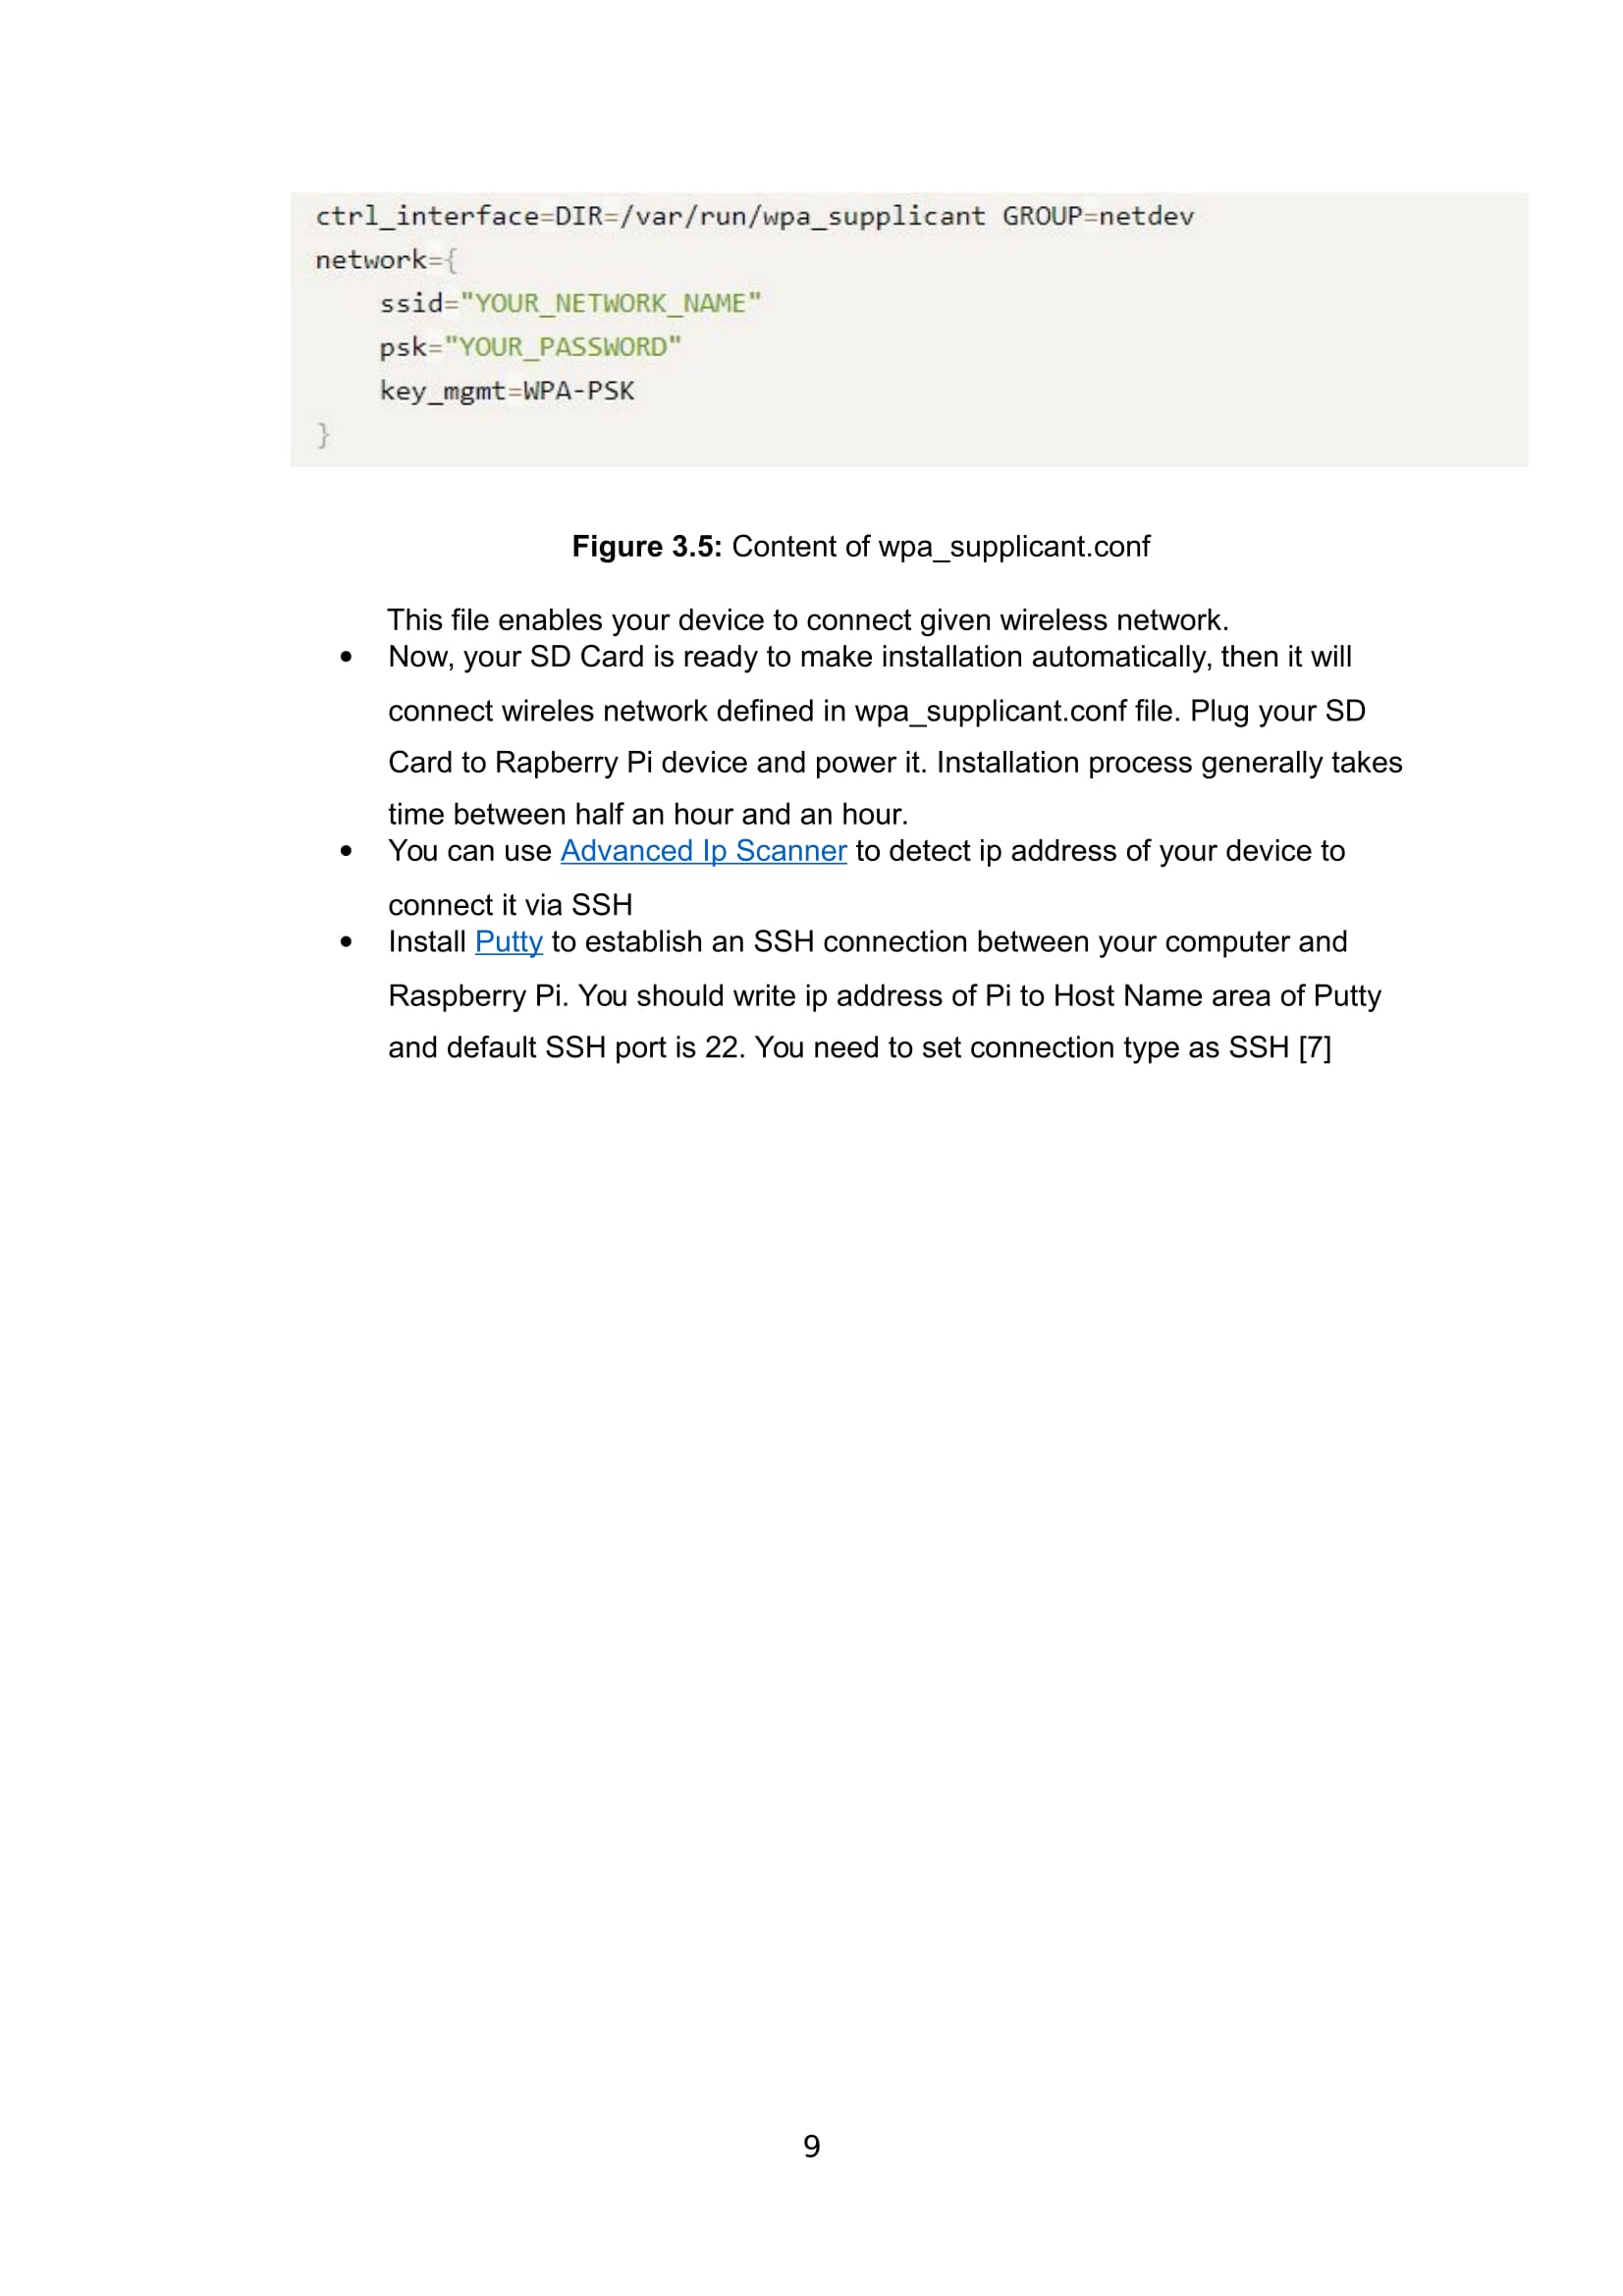 ctrl_interface=DIR=/var/run/wpa_supplicant GROUP=netdev
network={
ssid="YOUR_NETWORK_NAME"
psk="YOUR_PASSWORD"
key_mgmt=WPA-PSK
}
Figure 3.5: Content of wpa_supplicant.conf
This file enables your device to connect given wireless network.
• Now, your SD Card is ready to make installation automatically, then it will
connect wireles network defined in wpa_supplicant.conf file. Plug your SD
Card to Rapberry Pi device and power it. Installation process generally takes
time between half an hour and an hour.
• You can use Advanced Ip Scanner to detect ip address of your device to
connect it via SSH
• Install Putty to establish an SSH connection between your computer and
Raspberry Pi. You should write ip address of Pi to Host Name area of Putty
and default SSH port is 22. You need to set connection type as SSH [7]
9